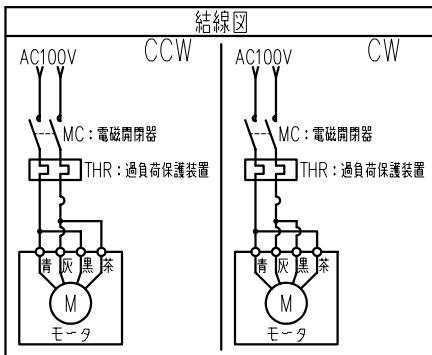 結線図
AC100V
CCW
MC：電磁開閉器
THR：過負荷保護装置
青 灰 黒 茶
M
モータ
AC100V
CW
MC：電磁開閉器
THR：過負荷保護装置
青 灰 黒 茶
M
モータ